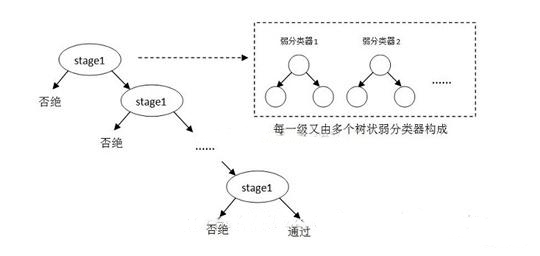 弱分类器1
弱分类器2
stage1
……
否绝
stage1
每一级又由多个树状弱分类器构成
否绝
……
stage1
否绝
通过